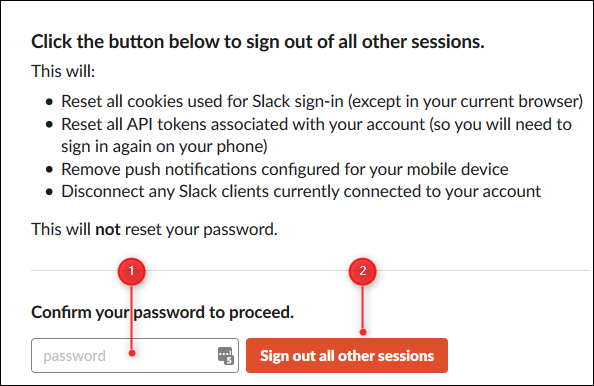 Click the button below to sign out of all other sessions.
This will:
• Reset all cookies used for Slack sign-in (except in your current browser)
• Reset all API tokens associated with your account (so you will need to
sign in again on your phone)
• Remove push notifications configured for your mobile device
• Disconnect any Slack clients currently connected to your account
This will not reset your password.
1
2
Confirm your password to proceed.
password 5 Sign out all other sessions